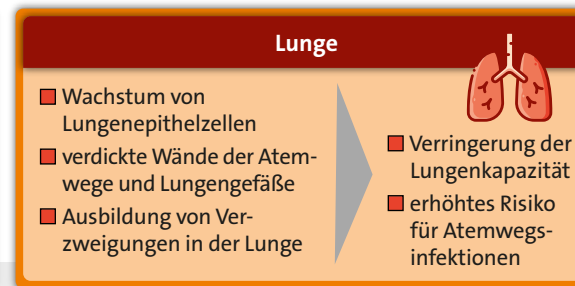 Lunge
■ Wachstum von
Lungenepithelzellen
■ verdickte Wände der Atem-
wege und Lungengefäße
■ Ausbildung von Ver-
zweigungen in der Lunge
■ Verringerung der
Lungenkapazität
■ erhöhtes Risiko
für Atemwegs-
infektionen